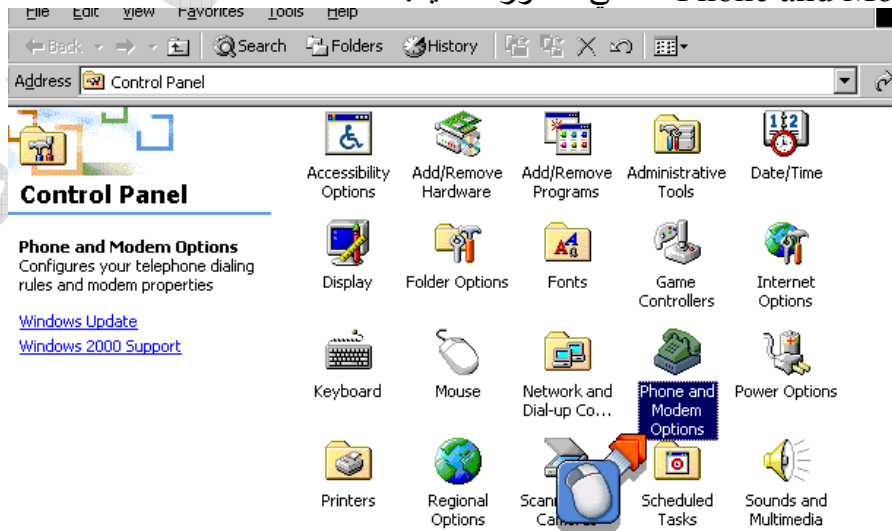 File Edit View Favorites Tools Help
Back Search Folders History
Address Control Panel
Control Panel
Phone and Modem Options
Configures your telephone dialing
rules and modem properties
Windows Update
Windows 2000 Support
Accessibility
Options
Add/Remove
Hardware
Add/Remove
Programs
Administrative
Tools
Date/Time
Display
Folder Options
Fonts
Game
Controllers
Internet
Options
Keyboard
Mouse
Network and
Dial-up Co...
Phone and
Modem
Options
Power Options
Printers
Regional
Options
Scheduled
Tasks
Sounds and
Multimedia